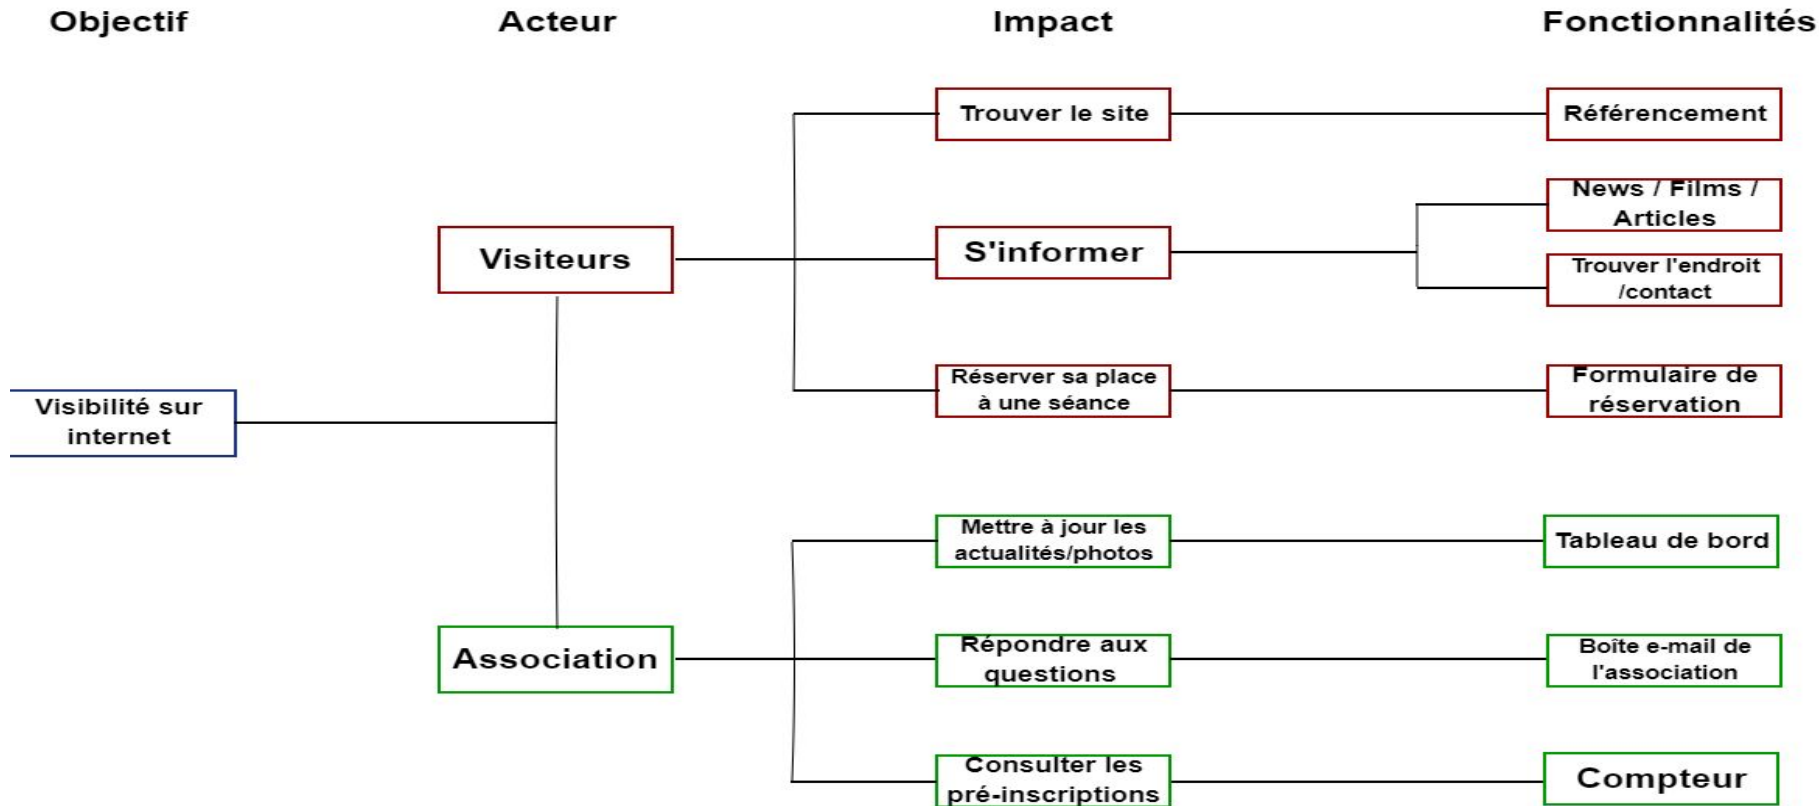 Objectif
Acteur
Impact
Fonctionnalités
Trouver le site
Référencement
News / Films /
Articles
Visiteurs
S'informer
Trouver l'endroit
/contact
Réserver sa place
à une séance
Formulaire de
réservation
Visibilité sur
internet
Mettre à jour les
actualités/photos
Tableau de bord
Association
Répondre aux
questions
Boîte e-mail de
l'association
Consulter les
pré-inscriptions
Compteur